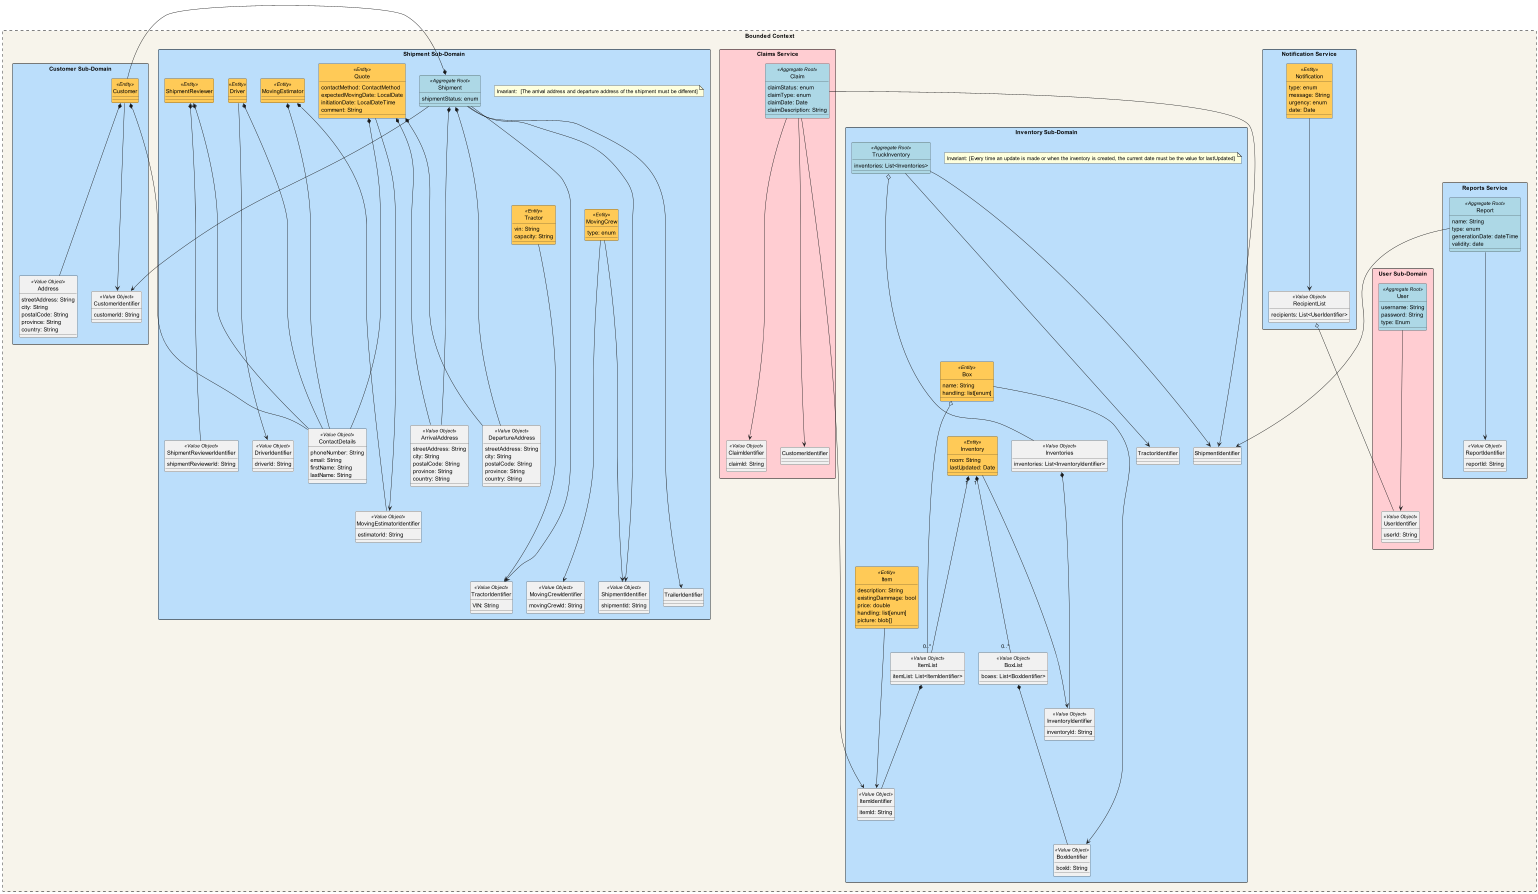 Bounded Context
Customer Sub-Domain
«Entity»
Customer
«Value Object»
Address
streetAddress: String
city: String
postalCode: String
province: String
country: String
«Value Object»
CustomerIdentifier
customerId: String
Shipment Sub-Domain
«Entity»
ShipmentReviewer
«Entity»
Driver
«Entity»
MovingEstimator
«Entity»
Quote
contactMethod: ContactMethod
expectedMovingDate: LocalDate
initiationDate: LocalDateTime
comment: String
«Aggregate Root»
Shipment
shipmentStatus: enum
Invariant: [The arrival address and departure address of the shipment must be different]
«Entity»
Tractor
vin: String
capacity: String
«Entity»
MovingCrew
type: enum
«Value Object»
ShipmentReviewerIdentifier
shipmentReviewerId: String
«Value Object»
DriverIdentifier
driverId: String
«Value Object»
ContactDetails
phoneNumber: String
email: String
firstName: String
lastName: String
«Value Object»
ArrivalAddress
streetAddress: String
city: String
postalCode: String
province: String
country: String
«Value Object»
DepartureAddress
streetAddress: String
city: String
postalCode: String
province: String
country: String
«Value Object»
MovingEstimatorIdentifier
estimatorId: String
«Value Object»
TractorIdentifier
VIN: String
«Value Object»
MovingCrewIdentifier
movingCrewId: String
«Value Object»
ShipmentIdentifier
shipmentId: String
TrailerIdentifier
Claims Service
«Aggregate Root»
Claim
claimStatus: enum
claimType: enum
claimDate: Date
claimDescription: String
«Value Object»
ClaimIdentifier
claimId: String
CustomerIdentifier
Inventory Sub-Domain
«Aggregate Root»
TruckInventory
inventories: List<Inventories>
Invariant: [Every time an update is made or when the inventory is created, the current date must be the value for lastUpdated]
«Entity»
Box
name: String
handling: list[enum]
«Entity»
Inventory
room: String
lastUpdated: Date
«Value Object»
Inventories
inventories: List<InventoryIdentifier>
TractorIdentifier
ShipmentIdentifier
«Entity»
Item
description: String
existingDammage: bool
price: double
handling: list[enum]
picture: blob[]
0..*
0..*
«Value Object»
ItemList
itemList: List<ItemIdentifier>
«Value Object»
BoxList
boxes: List<BoxIdentifier>
«Value Object»
InventoryIdentifier
inventoryId: String
«Value Object»
ItemIdentifier
itemId: String
«Value Object»
BoxIdentifier
boxId: String
Notification Service
«Entity»
Notification
type: enum
message: String
urgency: enum
date: Date
«Value Object»
RecipientList
recipients: List<UserIdentifier>
User Sub-Domain
«Aggregate Root»
User
username: String
password: String
type: Enum
«Value Object»
UserIdentifier
userId: String
Reports Service
«Aggregate Root»
Report
name: String
type: enum
generationDate: dateTime
validity: date
«Value Object»
ReportIdentifier
reportId: String